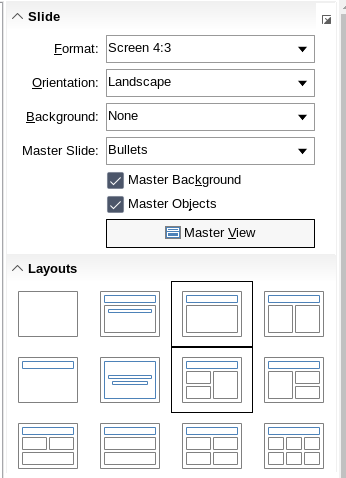 Slide
Format: Screen 4:3
Orientation: Landscape
Background: None
Master Slide: Bullets
Master Background
Master Objects
Master View
Layouts